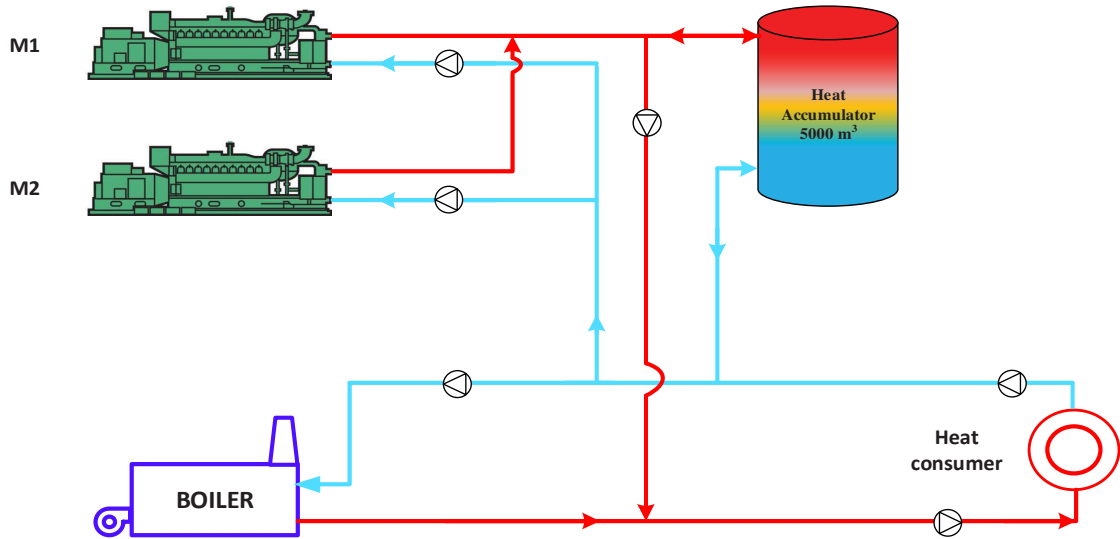 M1
M2
Heat
Accumulator
5000 m³
Heat
consumer
BOILER